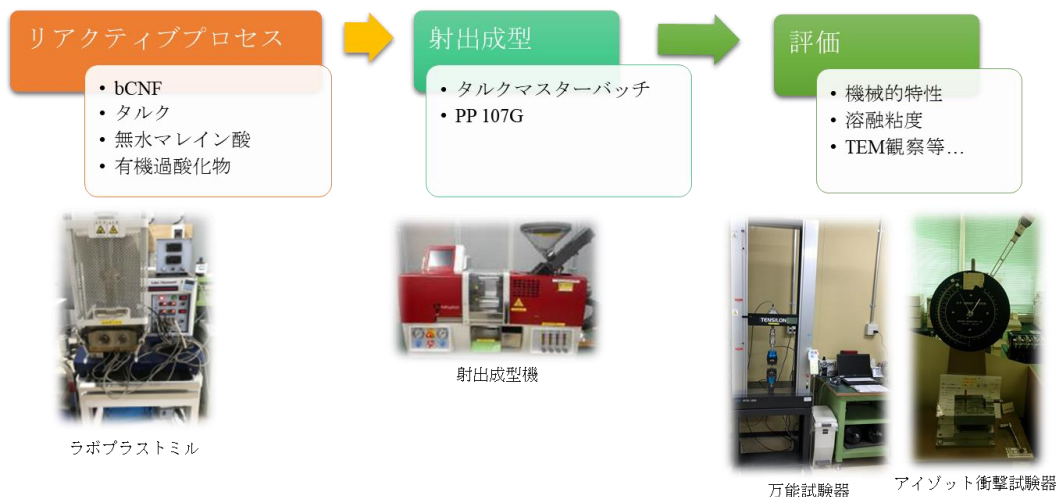 リアクティブプロセス
• bCNF
• タルク
• 無水マレイン酸
• 有機過酸化物
射出成型
• タルクマスターバッチ
• PP 107G
評価
• 機械的特性
• 溶融粘度
• TEM観察等…
TENSILON
ラボプラストミル
射出成型機
万能試験器
アイゾット衝撃試験器